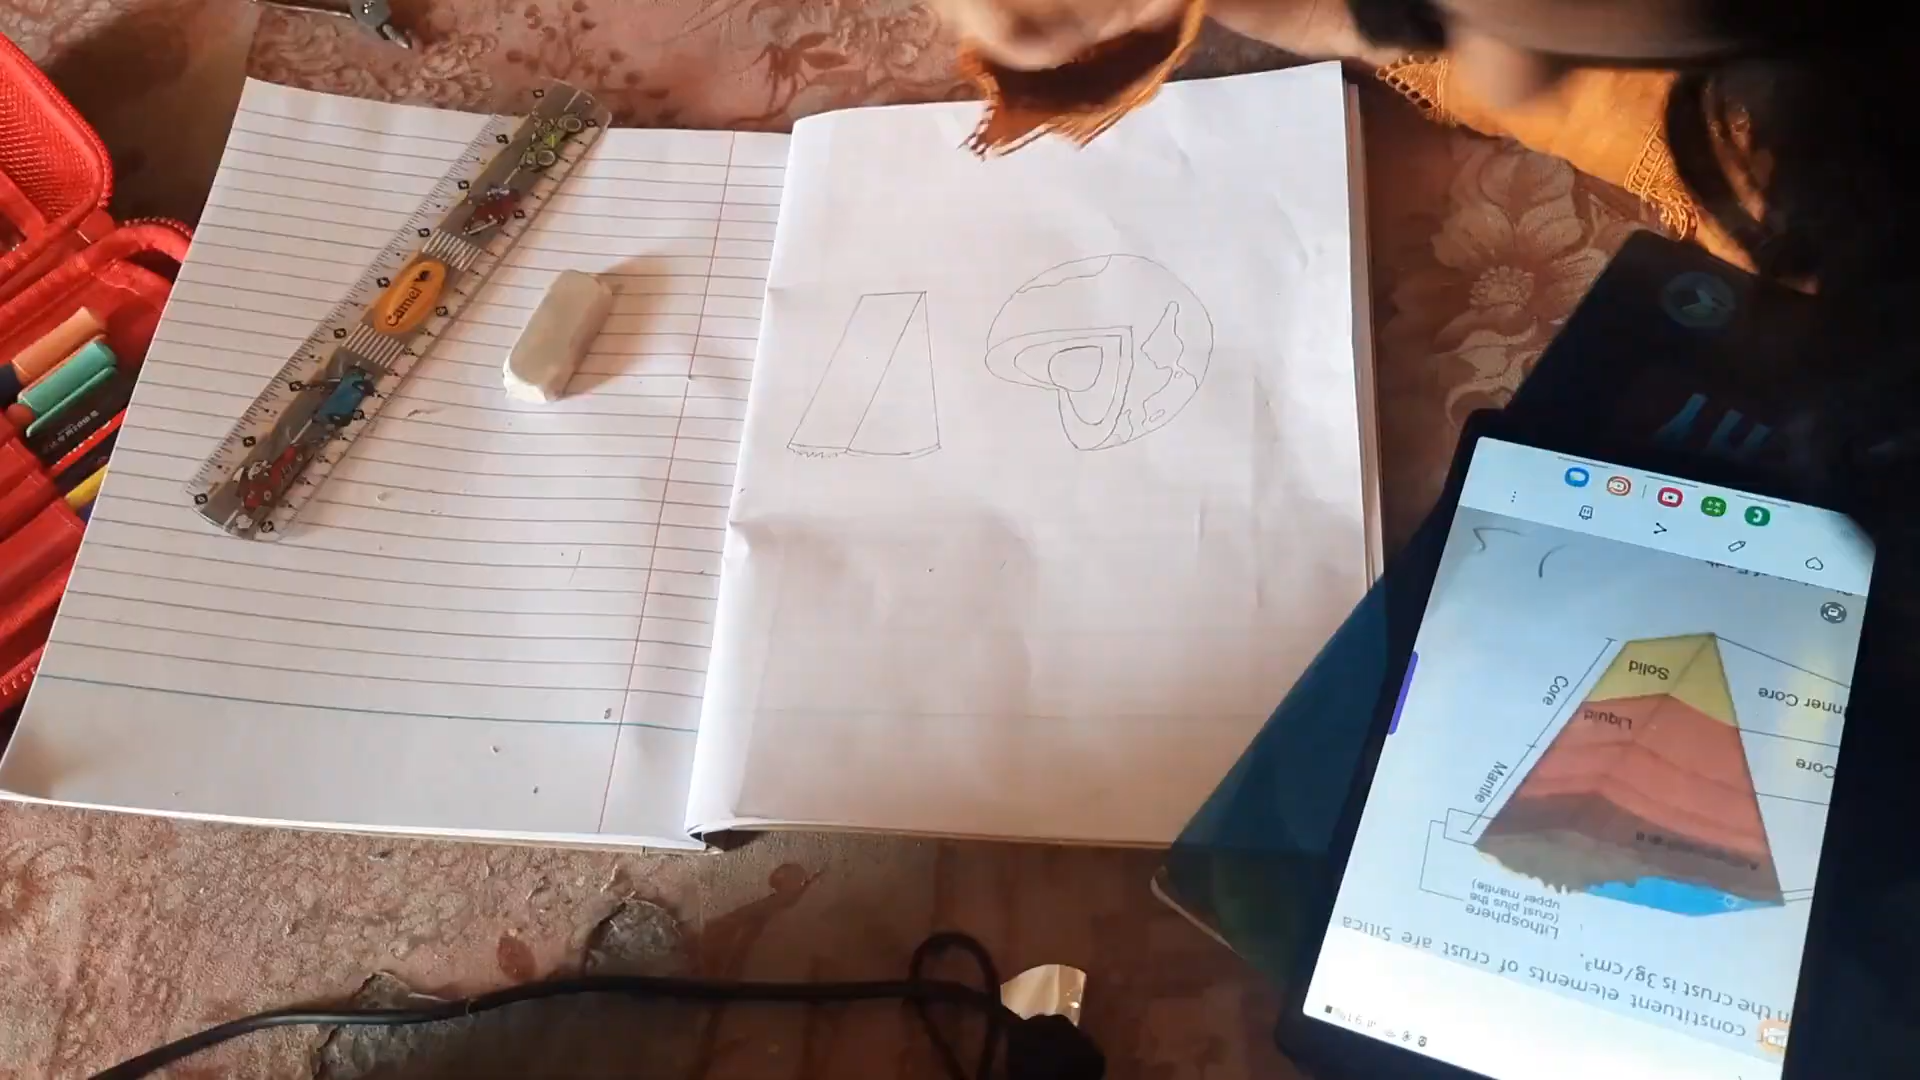 Camel
Solid
Liquid
Core
Mantle
nner Core
Core
Lithosphere
(crust plus the
upper mantle)
constituent elements of crust are Silica
n the crust is 3g/cm³.